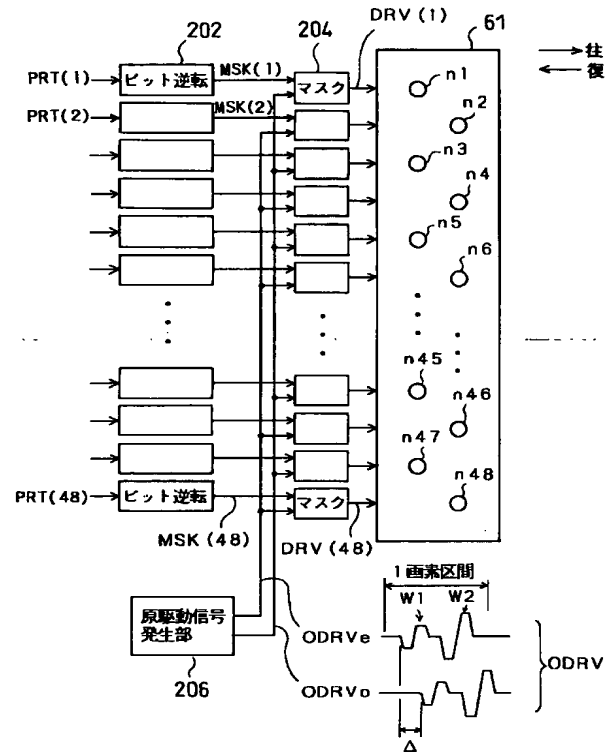 202
204
DRV(1)
61
往
復
PRT(1)
ビット逆転
MSK(1)
マスク
n1
PRT(2)
MSK(2)
n2
n3
n4
n5
n6
n45
n46
n47
n48
PRT(48)
ビット逆転
マスク
MSK(48)
DRV(48)
1画素区間
W1
W2
原駆動信号
発生部
ODRVe
ODRV
206
ODRVo
Δ